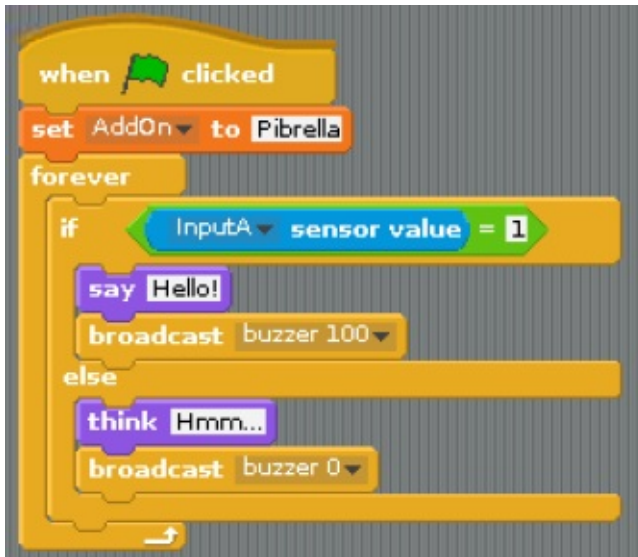 when clicked
set AddOn to Pibrella
forever
if InputA sensor value = 1
say Hello!
broadcast buzzer 100
else
think Hmm...
broadcast buzzer 0